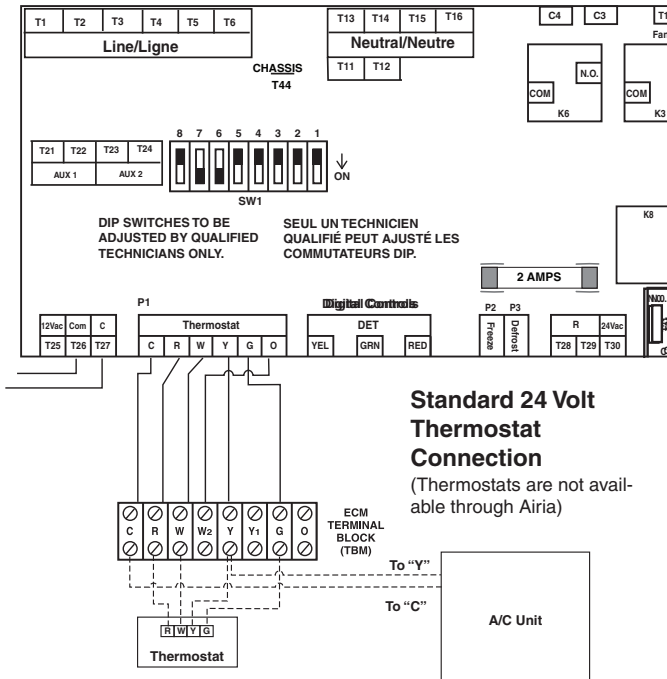 T1 T2 T3 T4 T5 T6
Line/Ligne
T13 T14 T15 T16
Neutral/Neutre
T11 T12
CHASSIS
T44
C4 C3
COM N.O.
K6
COM
K3
T21 T22 T23 T24
AUX 1 AUX 2
8 7 6 5 4 3 2 1
ON
SW1
DIP SWITCHES TO BE
ADJUSTED BY QUALIFIED
TECHNICIANS ONLY.
SEUL UN TECHNICIEN
QUALIFIÉ PEUT AJUSTÉ LES
COMMUTATEURS DIP.
K8
2 AMPS
12Vac Com C
T25 T26 T27
P1
Thermostat
C R W Y G O
Digital Controls
DET
YEL GRN RED
P2 P3
Freeze Defrost
R 24Vac
T28 T29 T30
Standard 24 Volt
Thermostat
Connection
(Thermostats are not avail-
able through Airia)
C R W W2 Y Y1 G O
ECM
TERMINAL
BLOCK
(TBM)
To “Y”
To “C”
A/C Unit
R W Y G
Thermostat